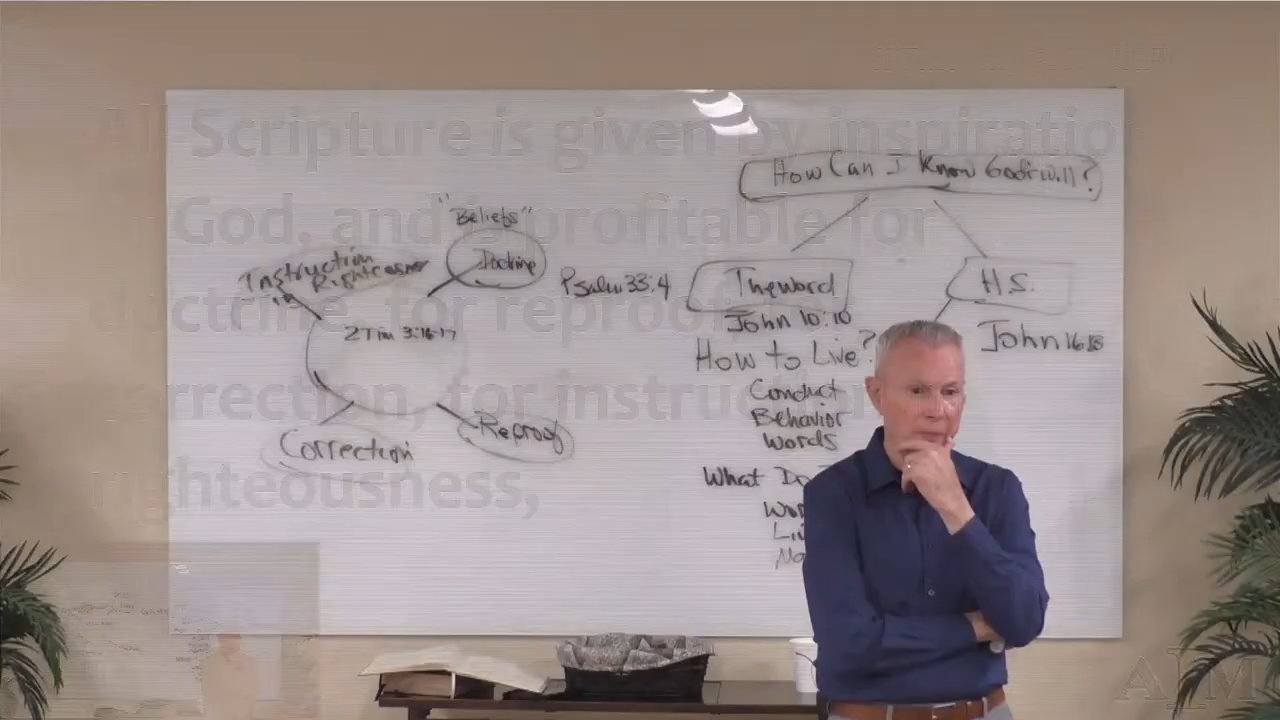 All Scripture is given by inspiration
God, and is profitable for
doctrine, for reproof,
correction, for instruction
righteousness,
How Can I Know God's will?
"Beliefs"
Doctrine
Instruction
in Righteousness
2 Tim 3:16-17
Correction
Reproof
Psalm 33:4
The word
John 10:10
How to Live?
Conduct
Behavior
Words
What Do
H.S.
John 16:13
AIM